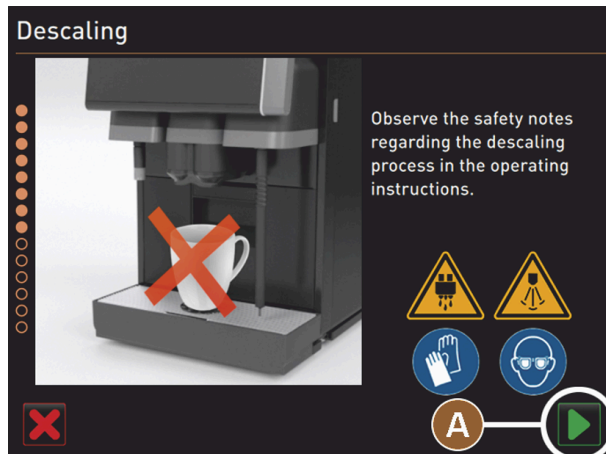 Descaling
Observe the safety notes
regarding the descaling
process in the operating
instructions.
A